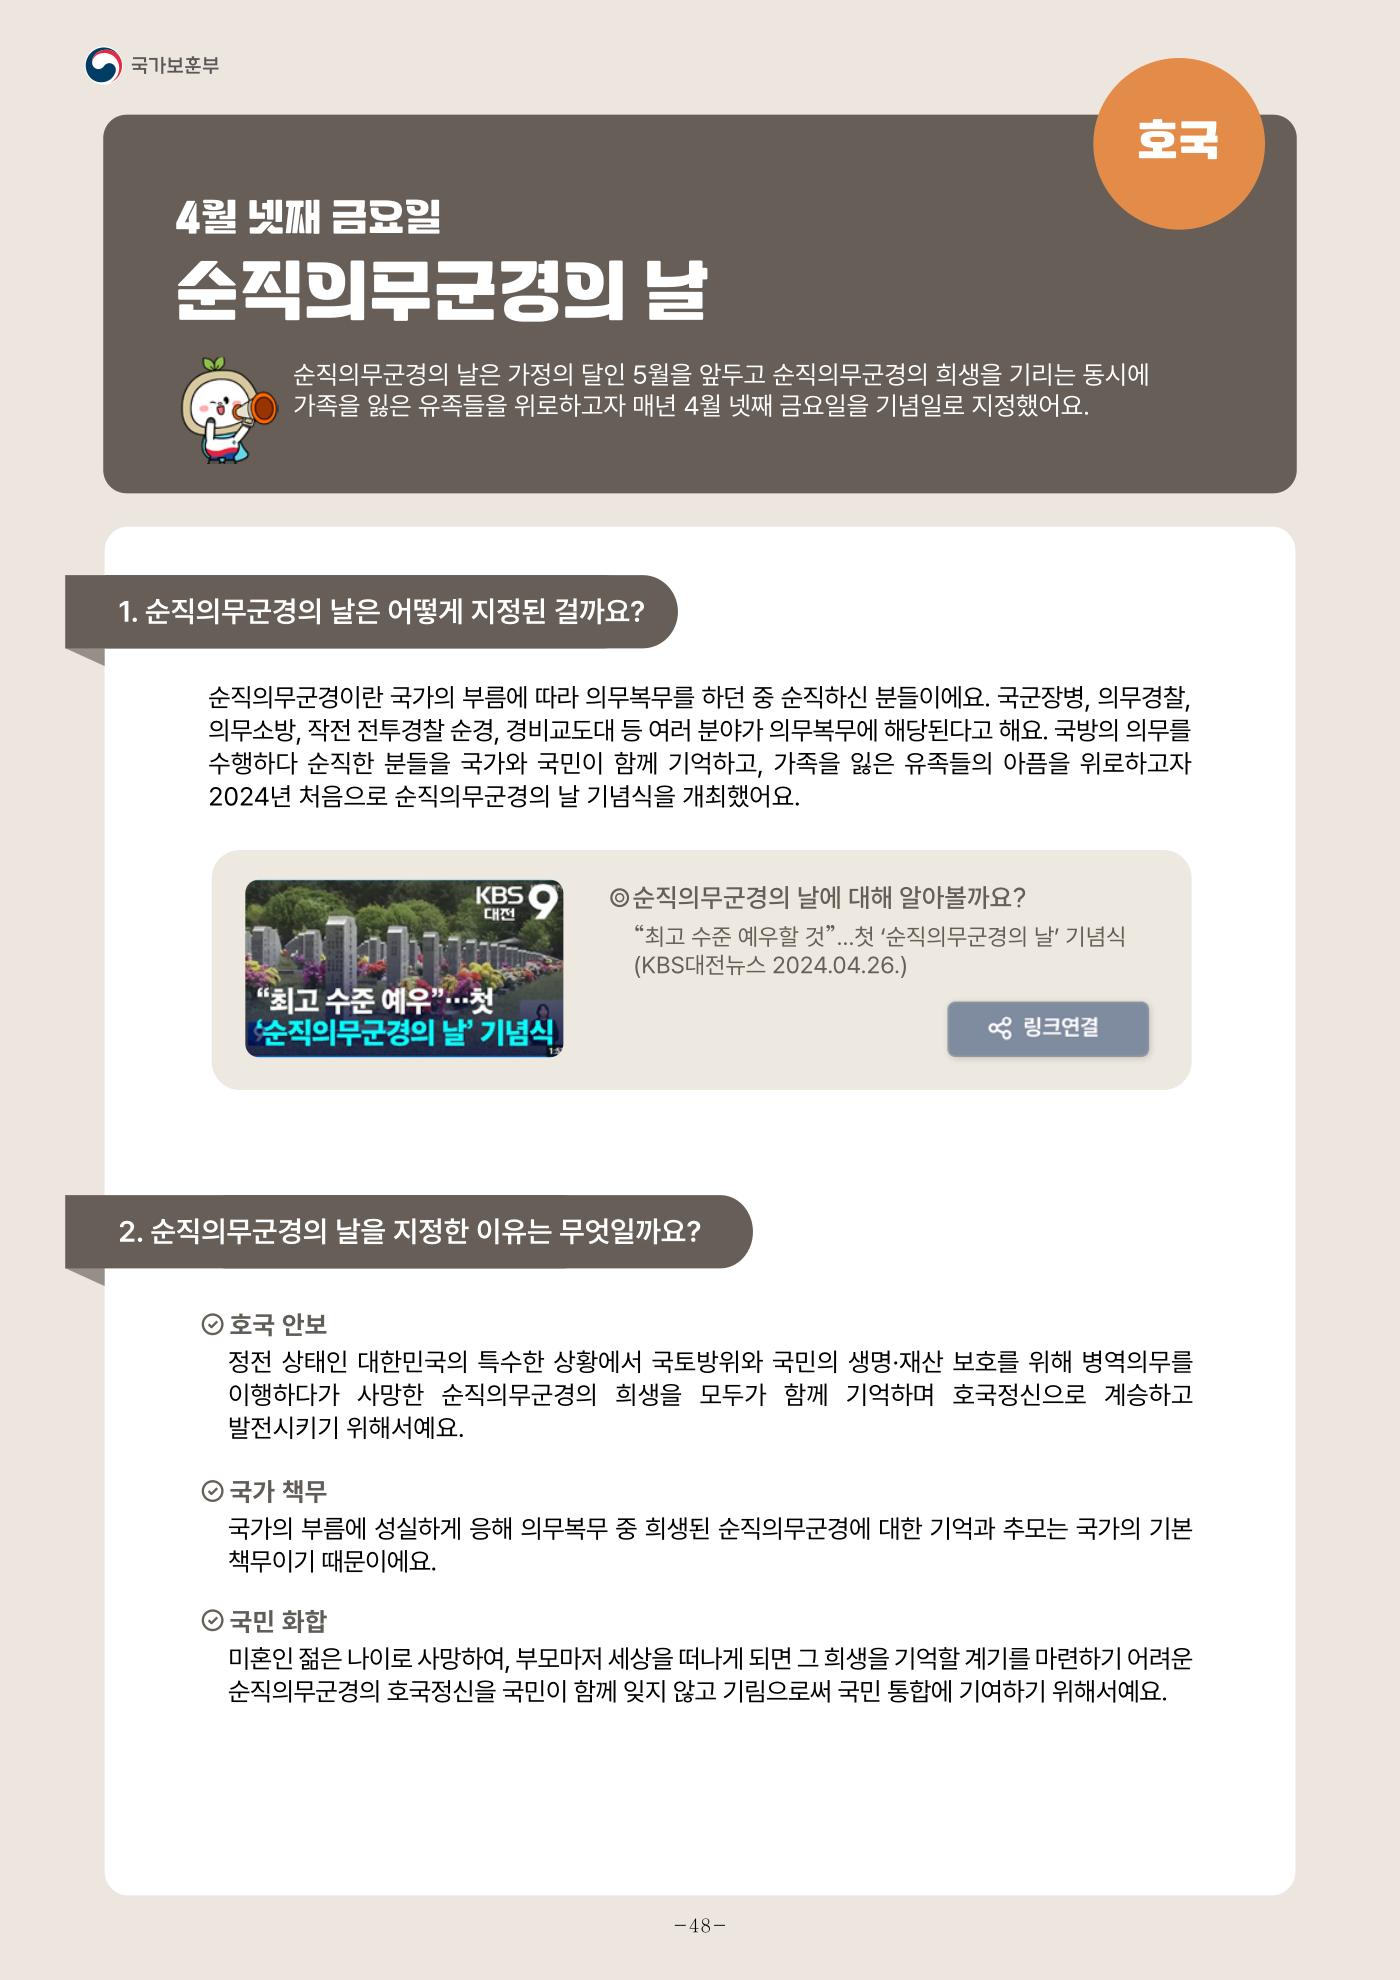 국가보훈부
호국
4월 넷째 금요일
순직의무군경의 날
순직의무군경의 날은 가정의 달인 5월을 앞두고 순직의무군경의 희생을 기리는 동시에
가족을 잃은 유족들을 위로하고자 매년 4월 넷째 금요일을 기념일로 지정했어요.
1. 순직의무군경의 날은 어떻게 지정된 걸까요?
순직의무군경이란 국가의 부름에 따라 의무복무를 하던 중 순직하신 분들이에요. 국군장병, 의무경찰,
의무소방, 작전 전투경찰 순경, 경비교도대 등 여러 분야가 의무복무에 해당된다고 해요. 국방의 의무를
수행하다 순직한 분들을 국가와 국민이 함께 기억하고, 가족을 잃은 유족들의 아픔을 위로하고자
2024년 처음으로 순직의무군경의 날 기념식을 개최했어요.
KBS 9
대전
“최고 수준 예우”…첫
‘순직의무군경의 날’ 기념식
◎순직의무군경의 날에 대해 알아볼까요?
“최고 수준 예우할 것”…첫 ‘순직의무군경의 날’ 기념식
(KBS대전뉴스 2024.04.26.)
링크연결
2. 순직의무군경의 날을 지정한 이유는 무엇일까요?
호국 안보
정전 상태인 대한민국의 특수한 상황에서 국토방위와 국민의 생명·재산 보호를 위해 병역의무를
이행하다가 사망한 순직의무군경의 희생을 모두가 함께 기억하며 호국정신으로 계승하고
발전시키기 위해서예요.
국가 책무
국가의 부름에 성실하게 응해 의무복무 중 희생된 순직의무군경에 대한 기억과 추모는 국가의 기본
책무이기 때문이에요.
국민 화합
미혼인 젊은 나이로 사망하여, 부모마저 세상을 떠나게 되면 그 희생을 기억할 계기를 마련하기 어려운
순직의무군경의 호국정신을 국민이 함께 잊지 않고 기림으로써 국민 통합에 기여하기 위해서예요.
-48-